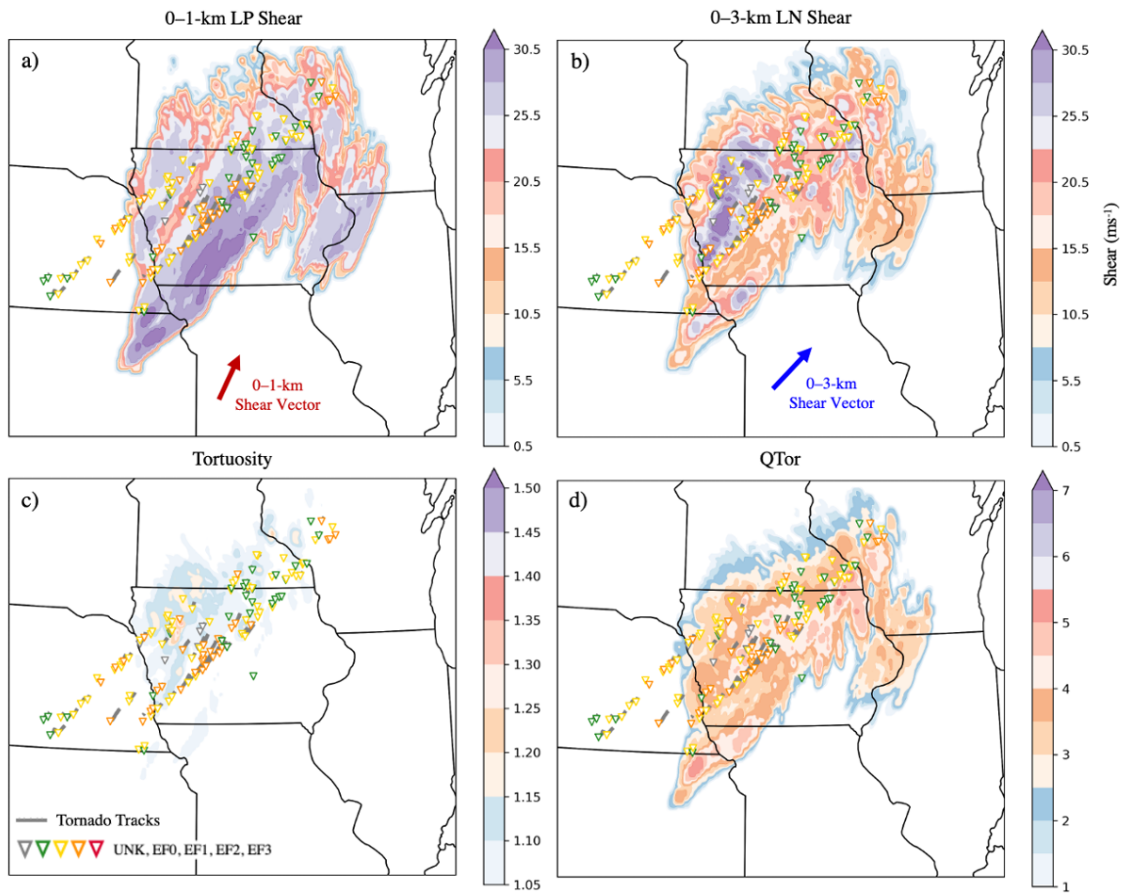 0–1-km LP Shear
0–3-km LN Shear
a)
0–1-km
Shear Vector
30.5
25.5
20.5
15.5
10.5
5.5
0.5
b)
0–3-km
Shear Vector
30.5
25.5
20.5
15.5
10.5
5.5
0.5
Shear (ms⁻¹)
Tortuosity
QTor
c)
Tornado Tracks
UNK, EF0, EF1, EF2, EF3
1.50
1.45
1.40
1.35
1.30
1.25
1.20
1.15
1.10
1.05
d)
7
6
5
4
3
2
1